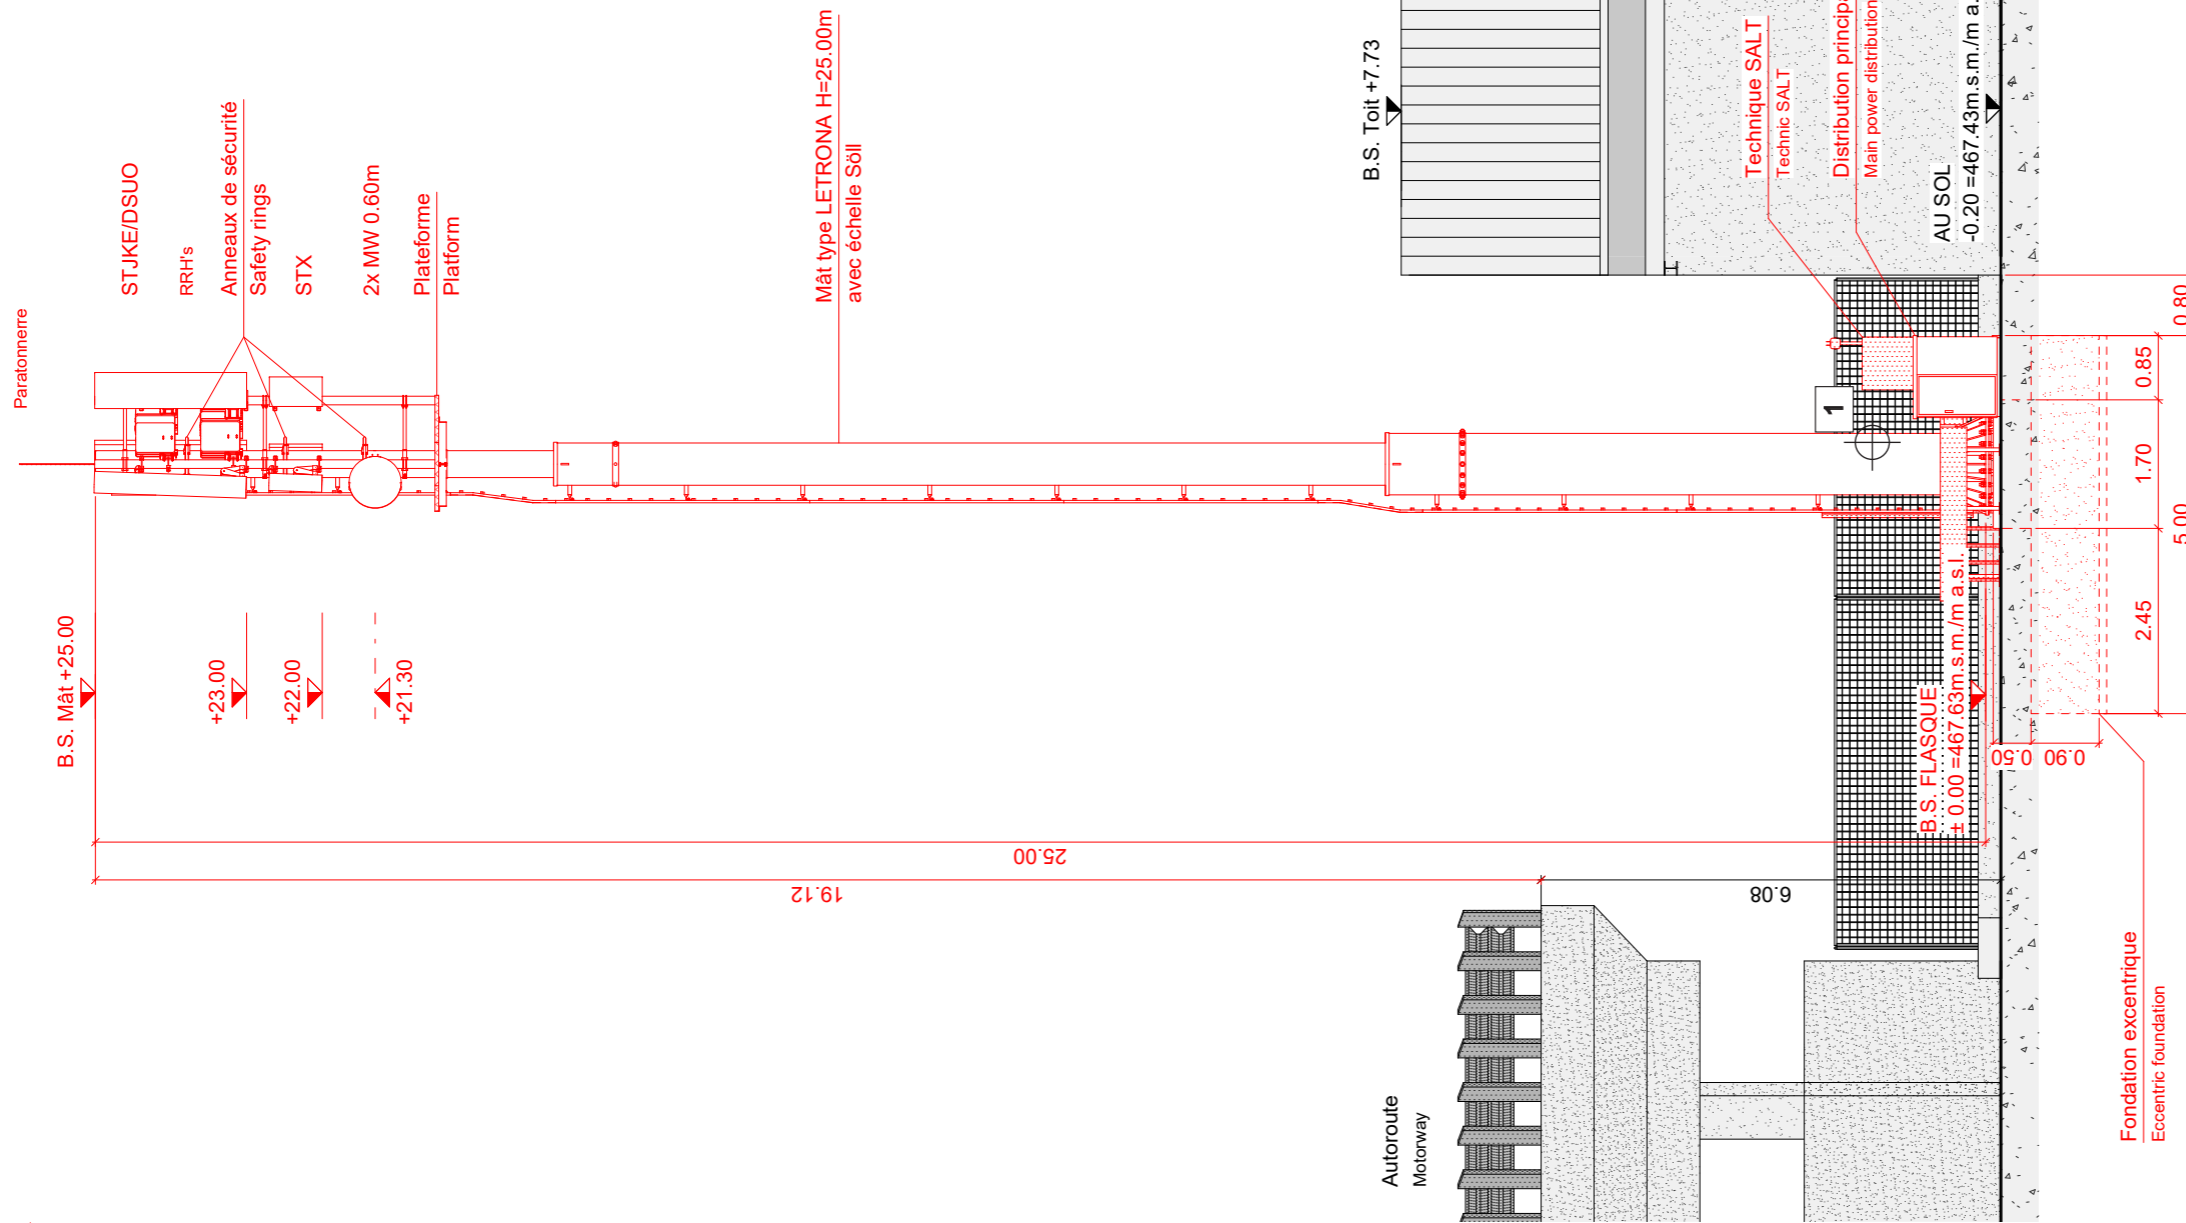 Paratonnerre
STJKE/DSUO
RRH's
Anneaux de sécurité
Safety rings
STX
2x MW 0.60m
Plateforme
Platform
B.S. Mât +25.00
+23.00
+22.00
+21.30
Mât type LETRONA H=25.00m
avec échelle Söll
25.00
19.12
6.08
B.S. Toit +7.73
Technique SALT
Technic SALT
Main power distribution
AU SOL
-0.20 =467.43m.s.m./m a.
1
B.S. FLASQUE
± 0.00 =467.63m.s.m./m a.s.l.
0.50
0.90
0.80
0.85
1.70
5.00
2.45
Autoroute
Motorway
Fondation excentrique
Eccentric foundation